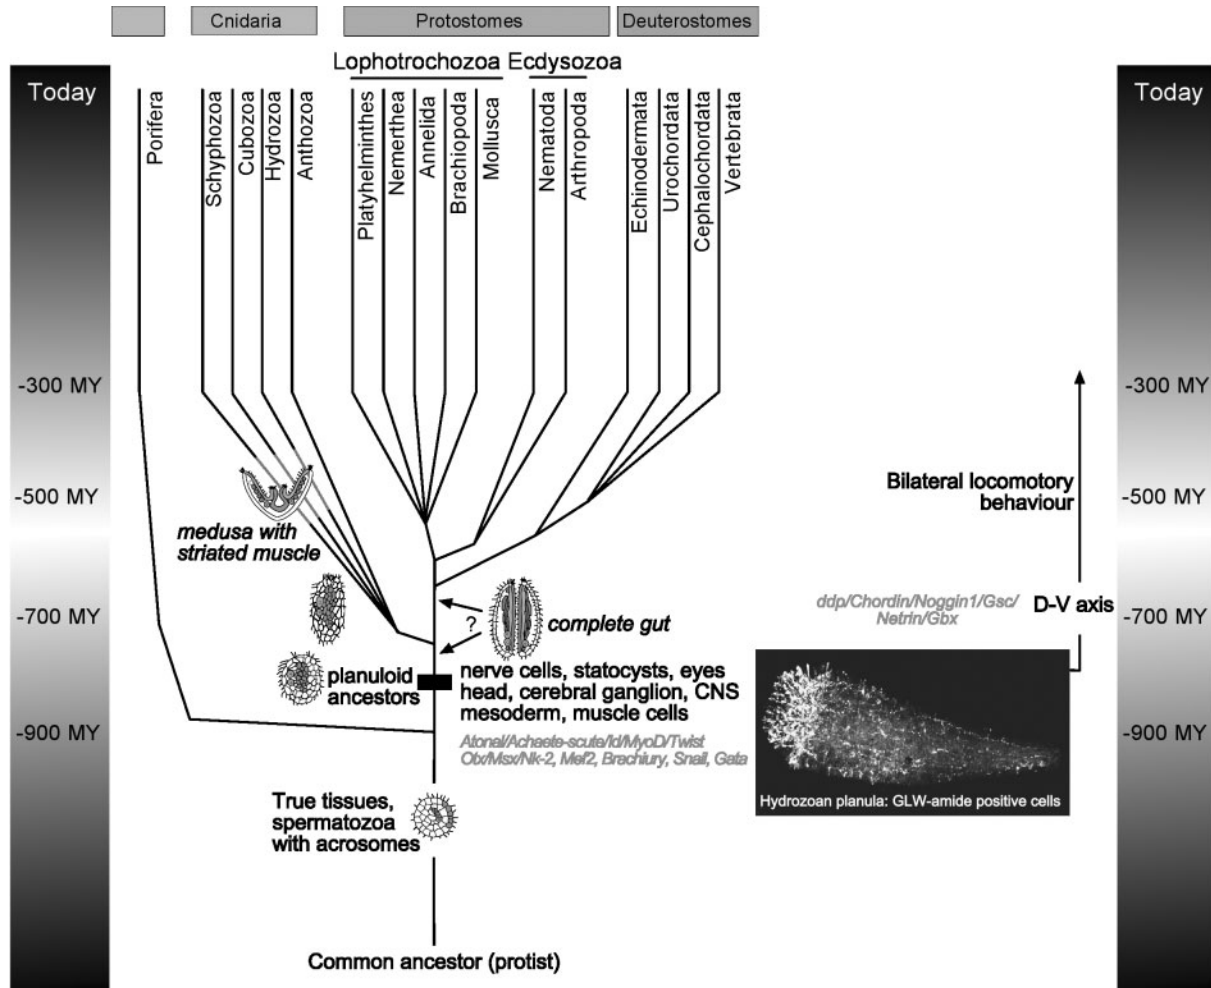 Cnidaria
Protostomes
Deuterostomes
Lophotrochozoa
Ecdysozoa
Today
Today
Porifera
Schyphozoa
Cubozoa
Hydrozoa
Anthozoa
Platyhelminthes
Nemerthea
Annelida
Brachiopoda
Mollusca
Nematoda
Arthropoda
Echinodermata
Urochordata
Cephalochordata
Vertebrata
-300 MY
-300 MY
Bilateral locomotory
behaviour
-500 MY
-500 MY
medusa with
striated muscle
ddp/Chordin/Noggin1/Gsc/
Netrin/Gbx
D-V axis
-700 MY
-700 MY
?
complete gut
planuloid
ancestors
nerve cells, statocysts, eyes
head, cerebral ganglion, CNS
mesoderm, muscle cells
-900 MY
-900 MY
Atonal/Achaete-scute/Id/MyoD/Twist
Otx/Msx/Nk-2, Mef2, Brachiury, Snail, Gata
Hydrozoan planula: GLW-amide positive cells
True tissues,
spermatozoa
with acrosomes
Common ancestor (protist)